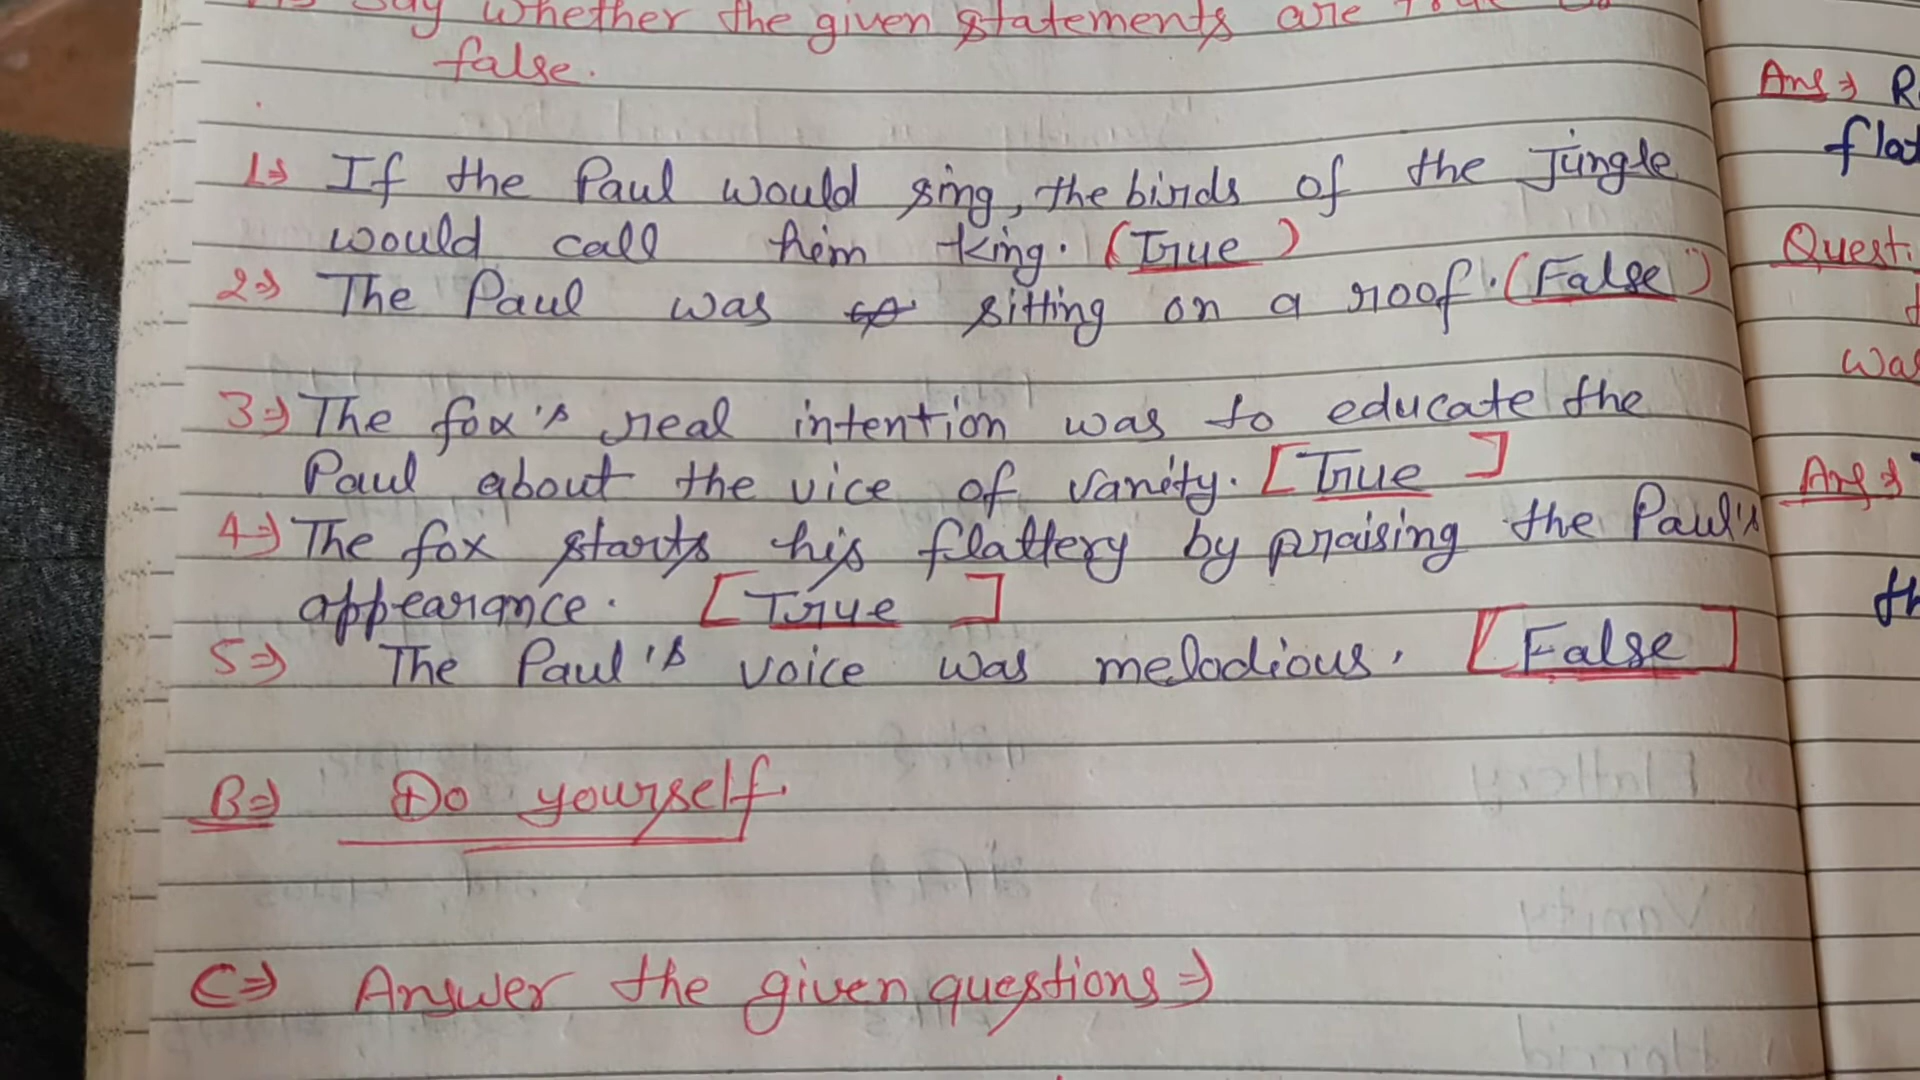 Say whether the given statements are
false.
1⇒ If the Paul would sing, the birds of the Jungle
would call him king. (True)
2⇒ The Paul was sitting on a roof. (False)
3⇒ The fox's real intention was to educate the
Paul about the vice of vanity. [True]
4⇒ The fox starts his flattery by praising the Paul's
appearance. [True]
5⇒ The Paul's voice was melodious. [False]
B⇒ Do yourself.
C⇒ Answer the given questions⇒
Ans⇒
flat
Quest.
was
Ans⇒
th